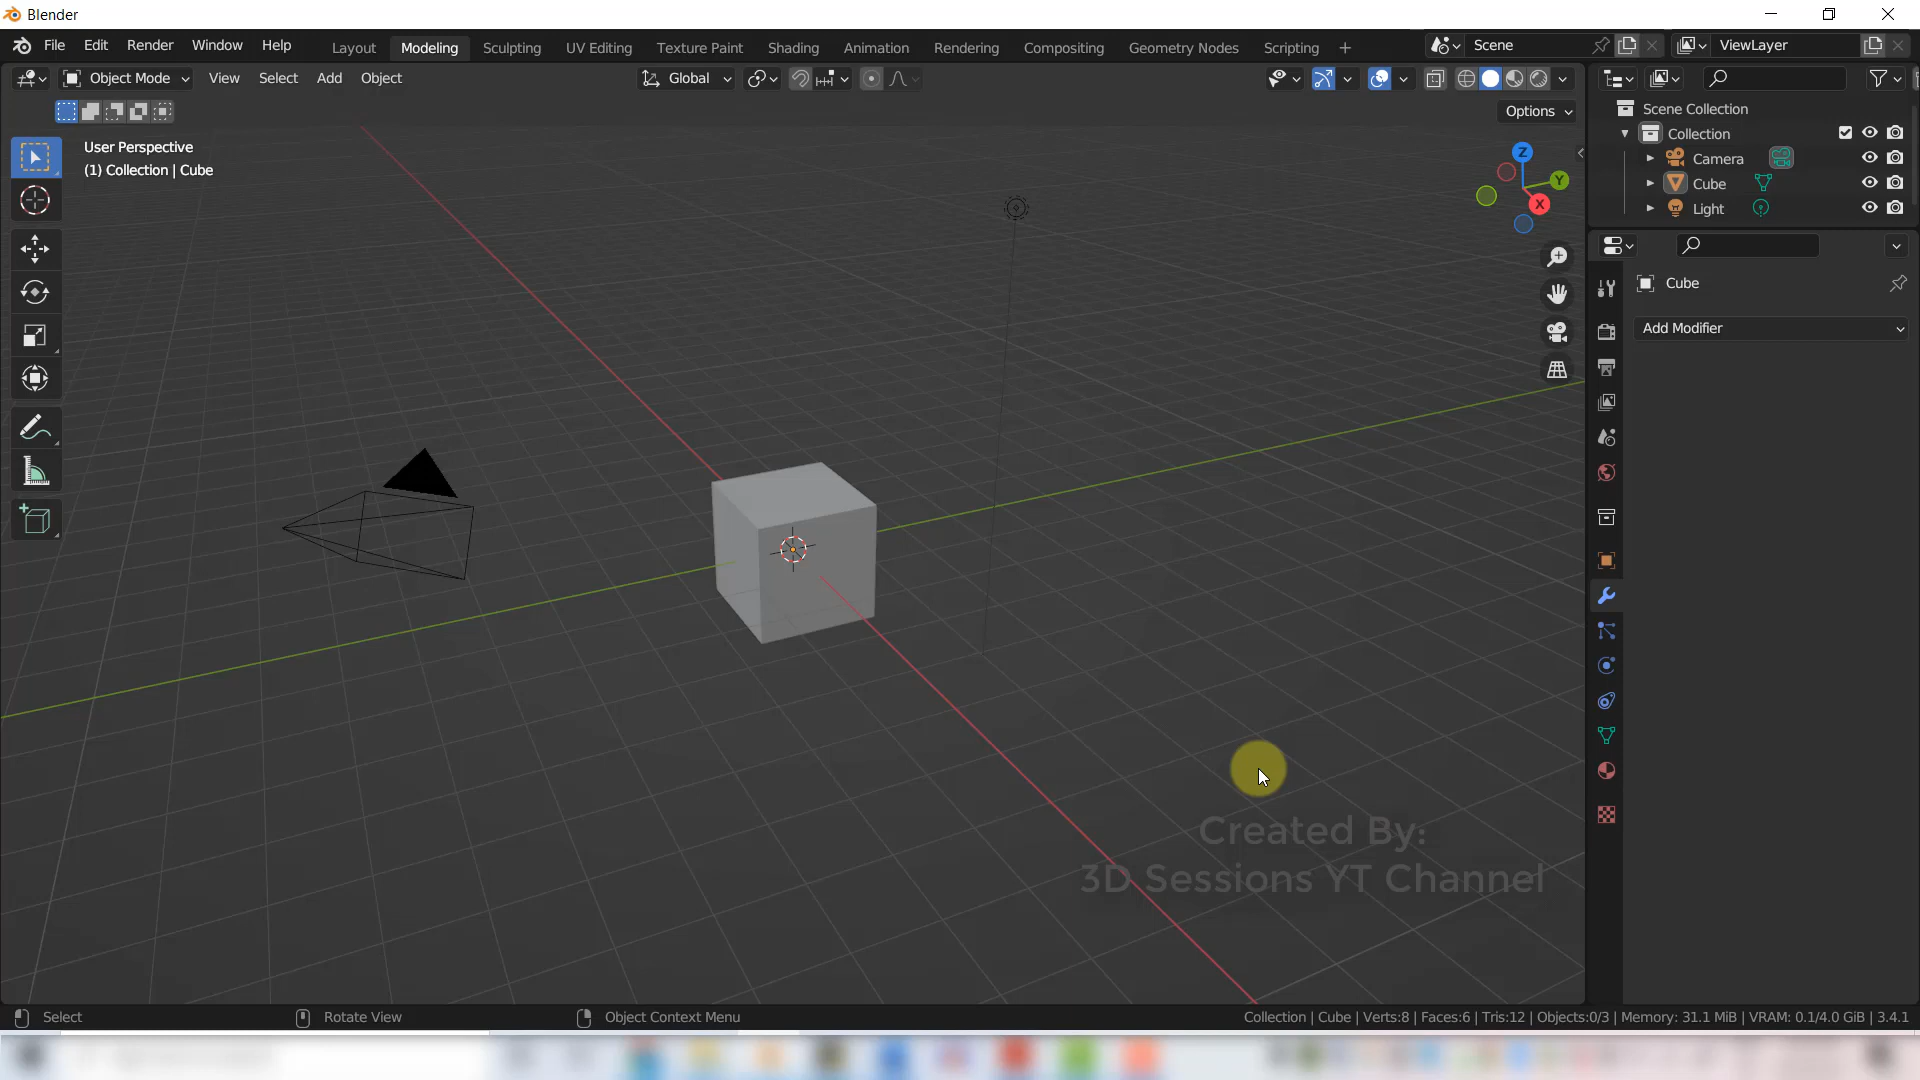 Blender
File Edit Render Window Help Layout Modeling Sculpting UV Editing Texture Paint Shading Animation Rendering Compositing Geometry Nodes Scripting + Scene ViewLayer
Object Mode View Select Add Object Global
Options
User Perspective
(1) Collection | Cube
Z
Y
X
Scene Collection
Collection
Camera
Cube
Light
Cube
Add Modifier
Created By:
3D Sessions YT Channel
Select Rotate View Object Context Menu Collection | Cube | Verts:8 | Faces:6 | Tris:12 | Objects:0/3 | Memory: 31.1 MiB | VRAM: 0.1/4.0 GiB | 3.4.1